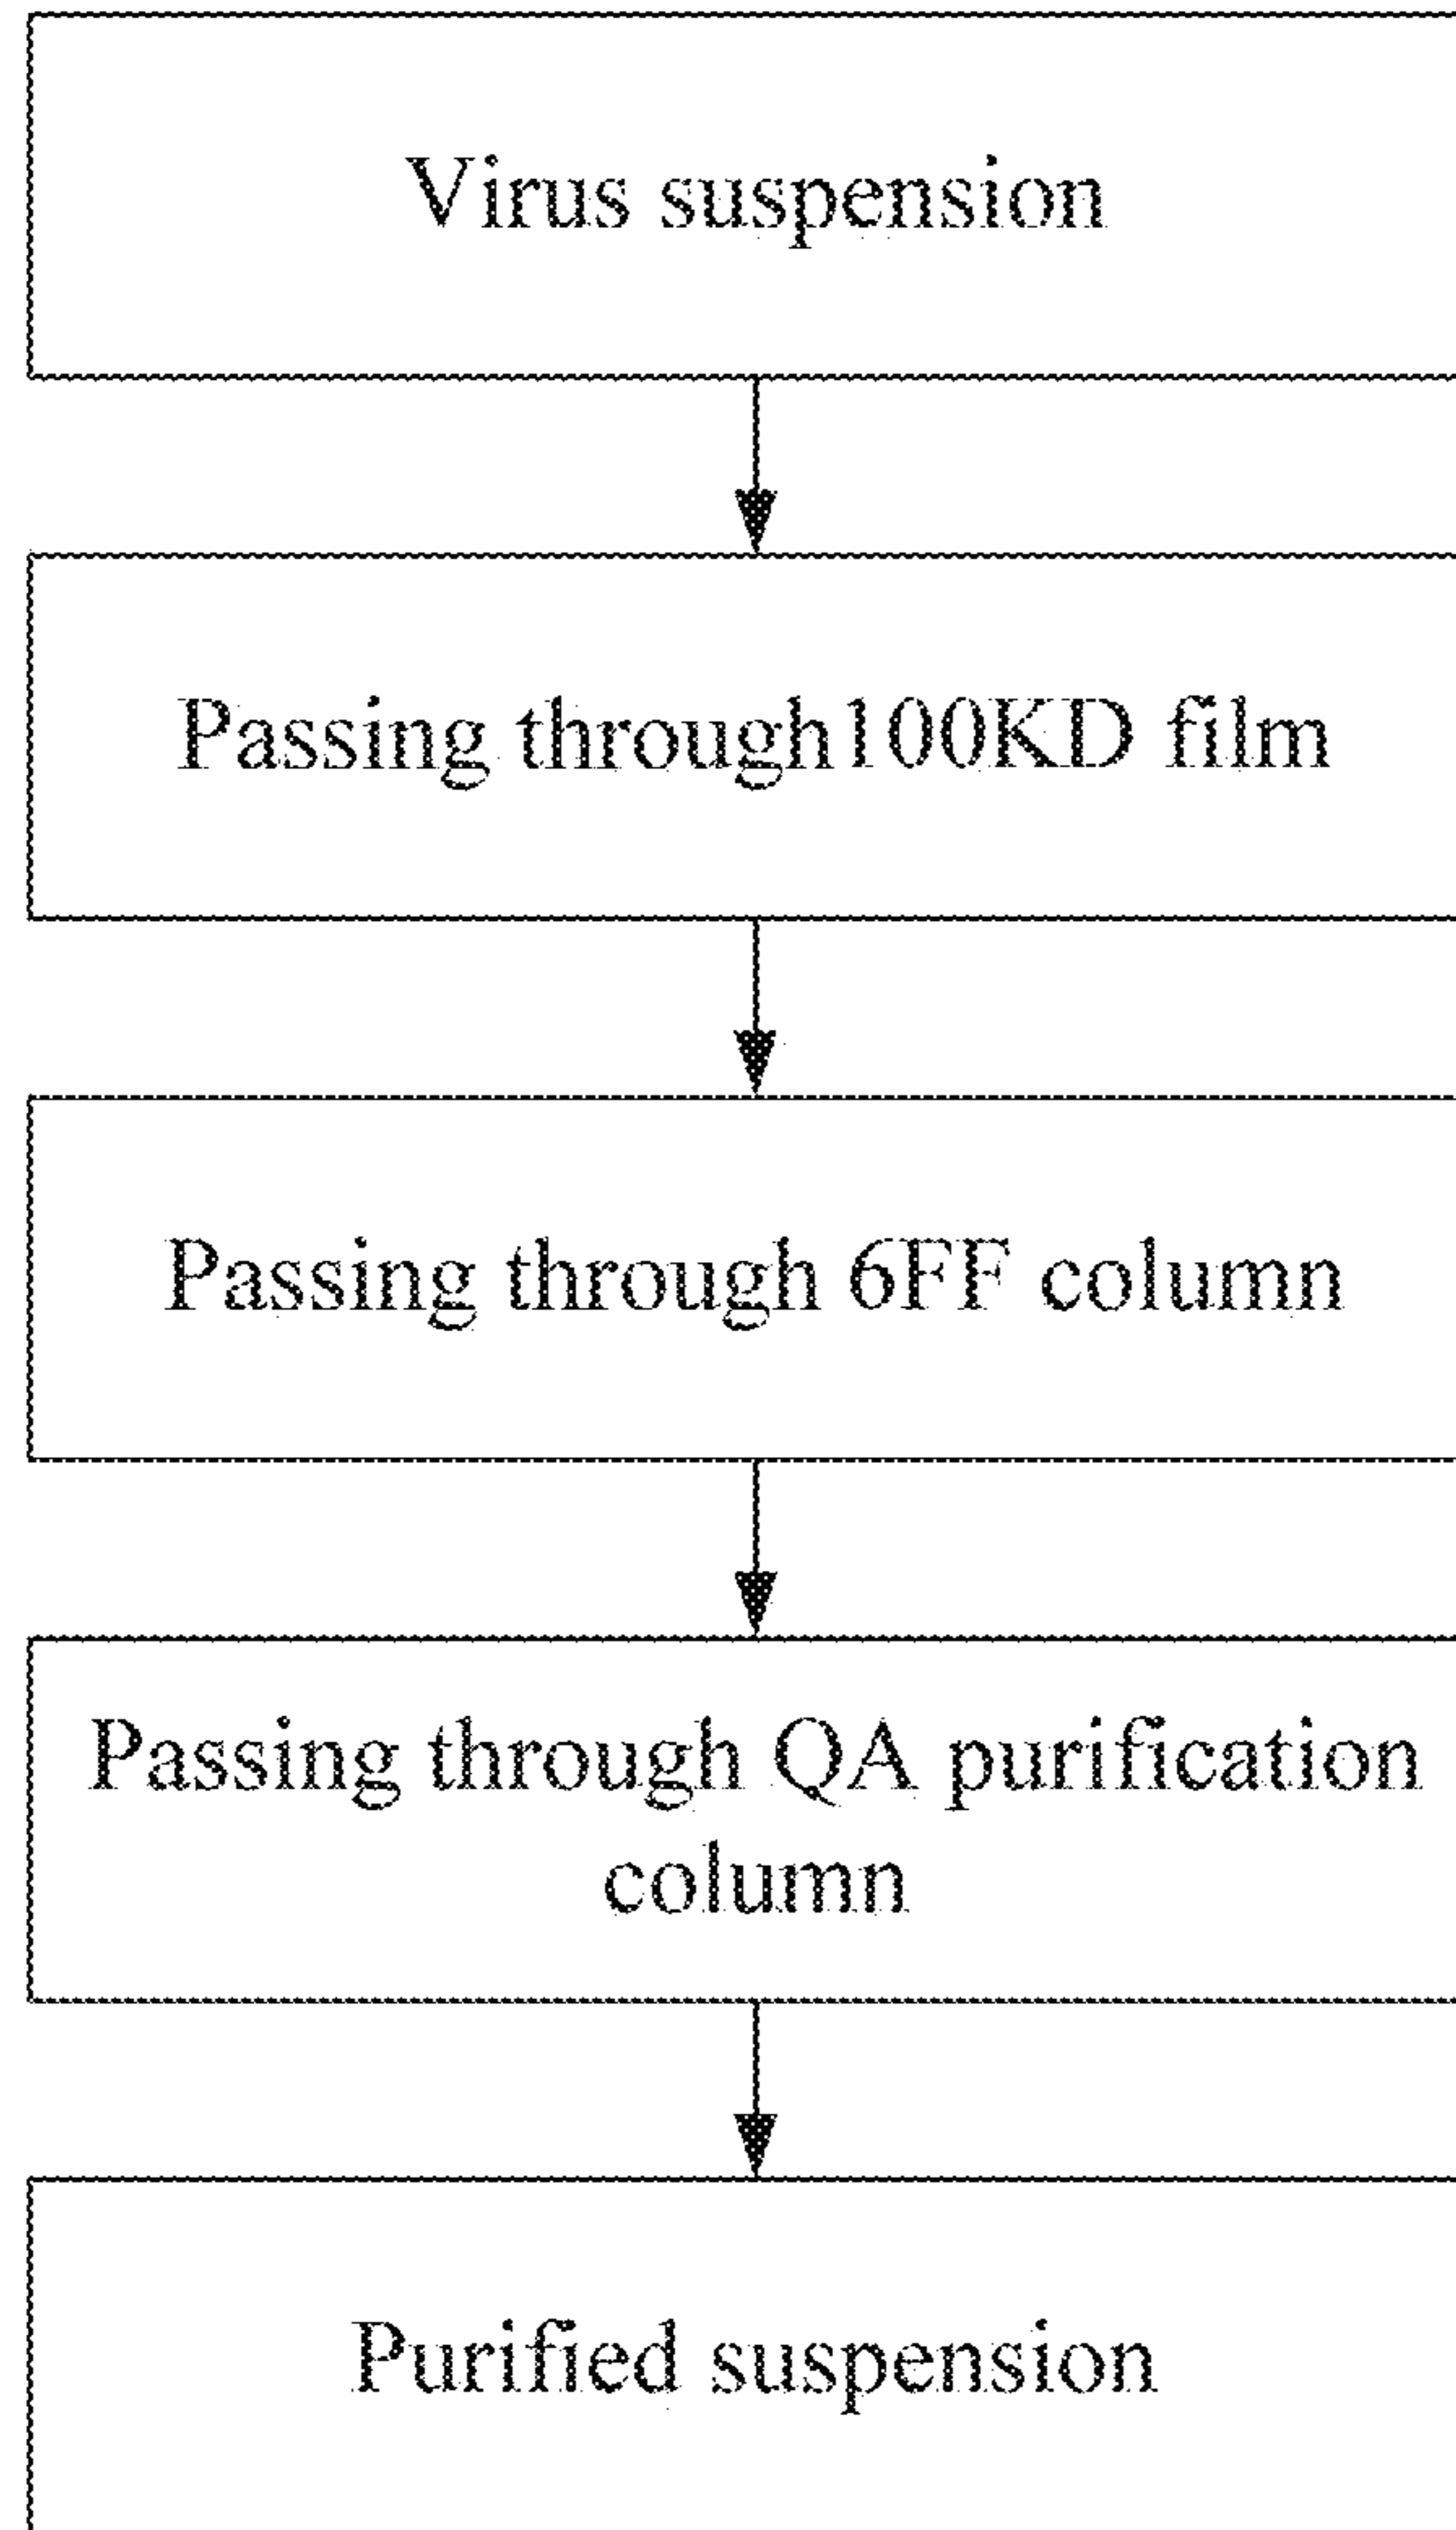 Virus suspension
Passing through100KD film
Passing through 6FF column
Passing through QA purification
column
Purified suspension